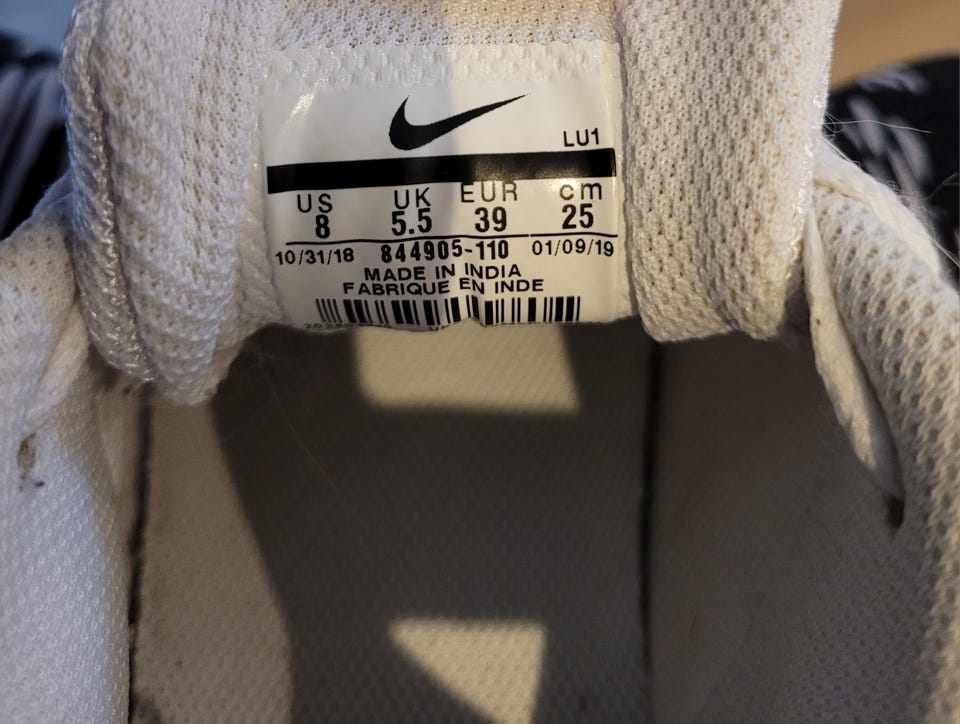 LU1
US UK EUR cm
8 5.5 39 25
10/31/18 844905-110 01/09/19
MADE IN INDIA
FABRIQUE EN INDE